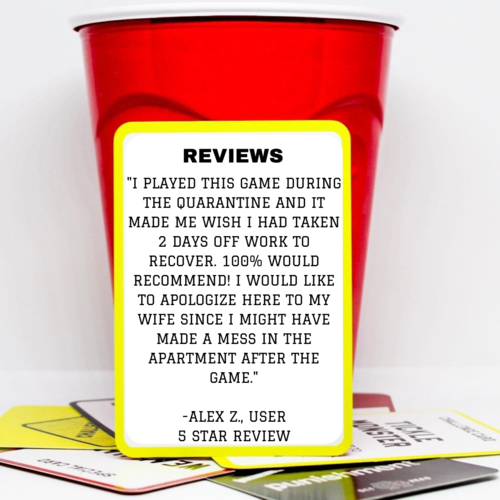 REVIEWS
"I PLAYED THIS GAME DURING
THE QUARANTINE AND IT
MADE ME WISH I HAD TAKEN
2 DAYS OFF WORK TO
RECOVER. 100% WOULD
RECOMMEND! I WOULD LIKE
TO APOLOGIZE HERE TO MY
WIFE SINCE I MIGHT HAVE
MADE A MESS IN THE
APARTMENT AFTER THE
GAME."
-ALEX Z., USER
5 STAR REVIEW
SPECIAL CARD
CHALLENGE CARD
punishment